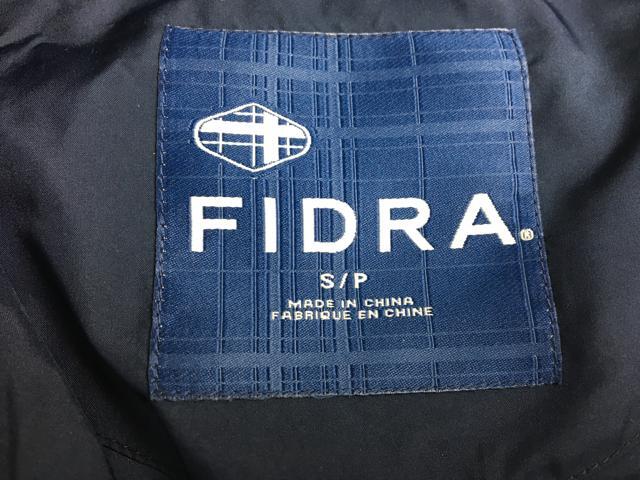 FIDRA®
S/P
MADE IN CHINA
FABRIQUE EN CHINE